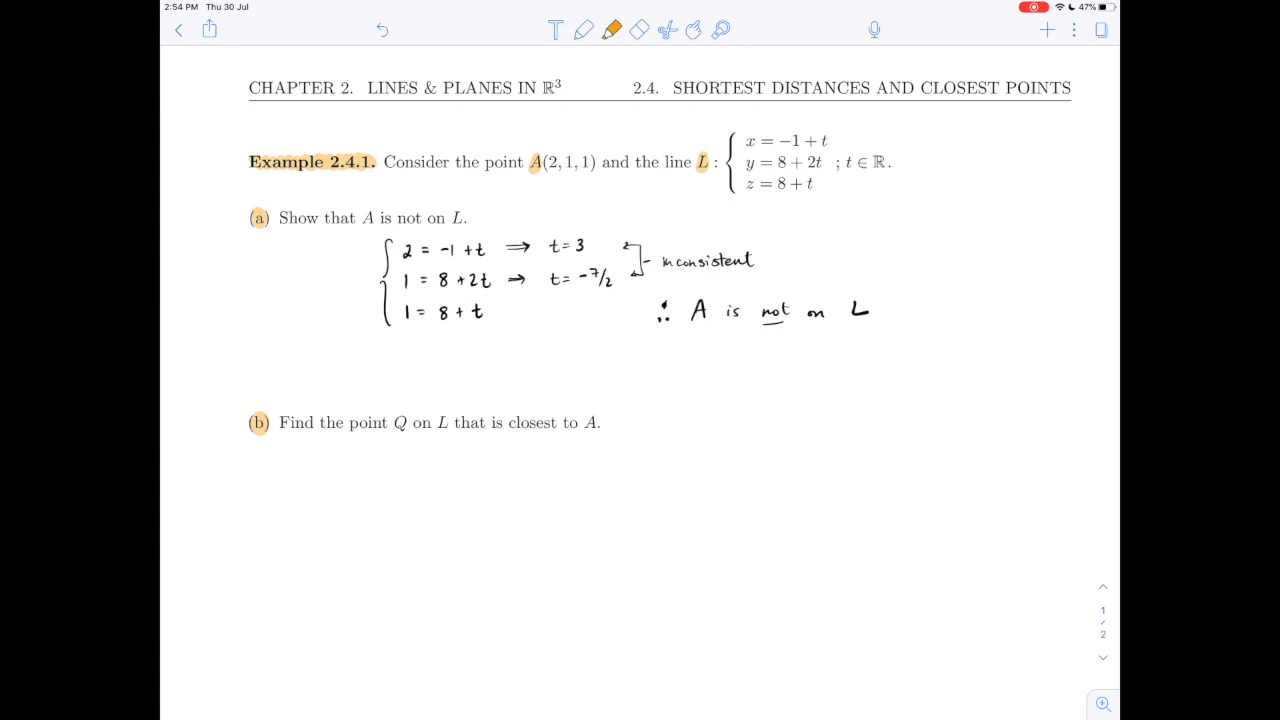 2:54 PM Thu 30 Jul 47%
CHAPTER 2. LINES & PLANES IN ℝ³ 2.4. SHORTEST DISTANCES AND CLOSEST POINTS
x = −1 + t
Example 2.4.1. Consider the point A(2, 1, 1) and the line L : { y = 8 + 2t ; t ∈ ℝ.
z = 8 + t
(a) Show that A is not on L.
2 = -1 + t ⇒ t = 3
inconsistent
1 = 8 + 2t ⇒ t = -7/2
1 = 8 + t ∴ A is not on L
(b) Find the point Q on L that is closest to A.
1
/
2